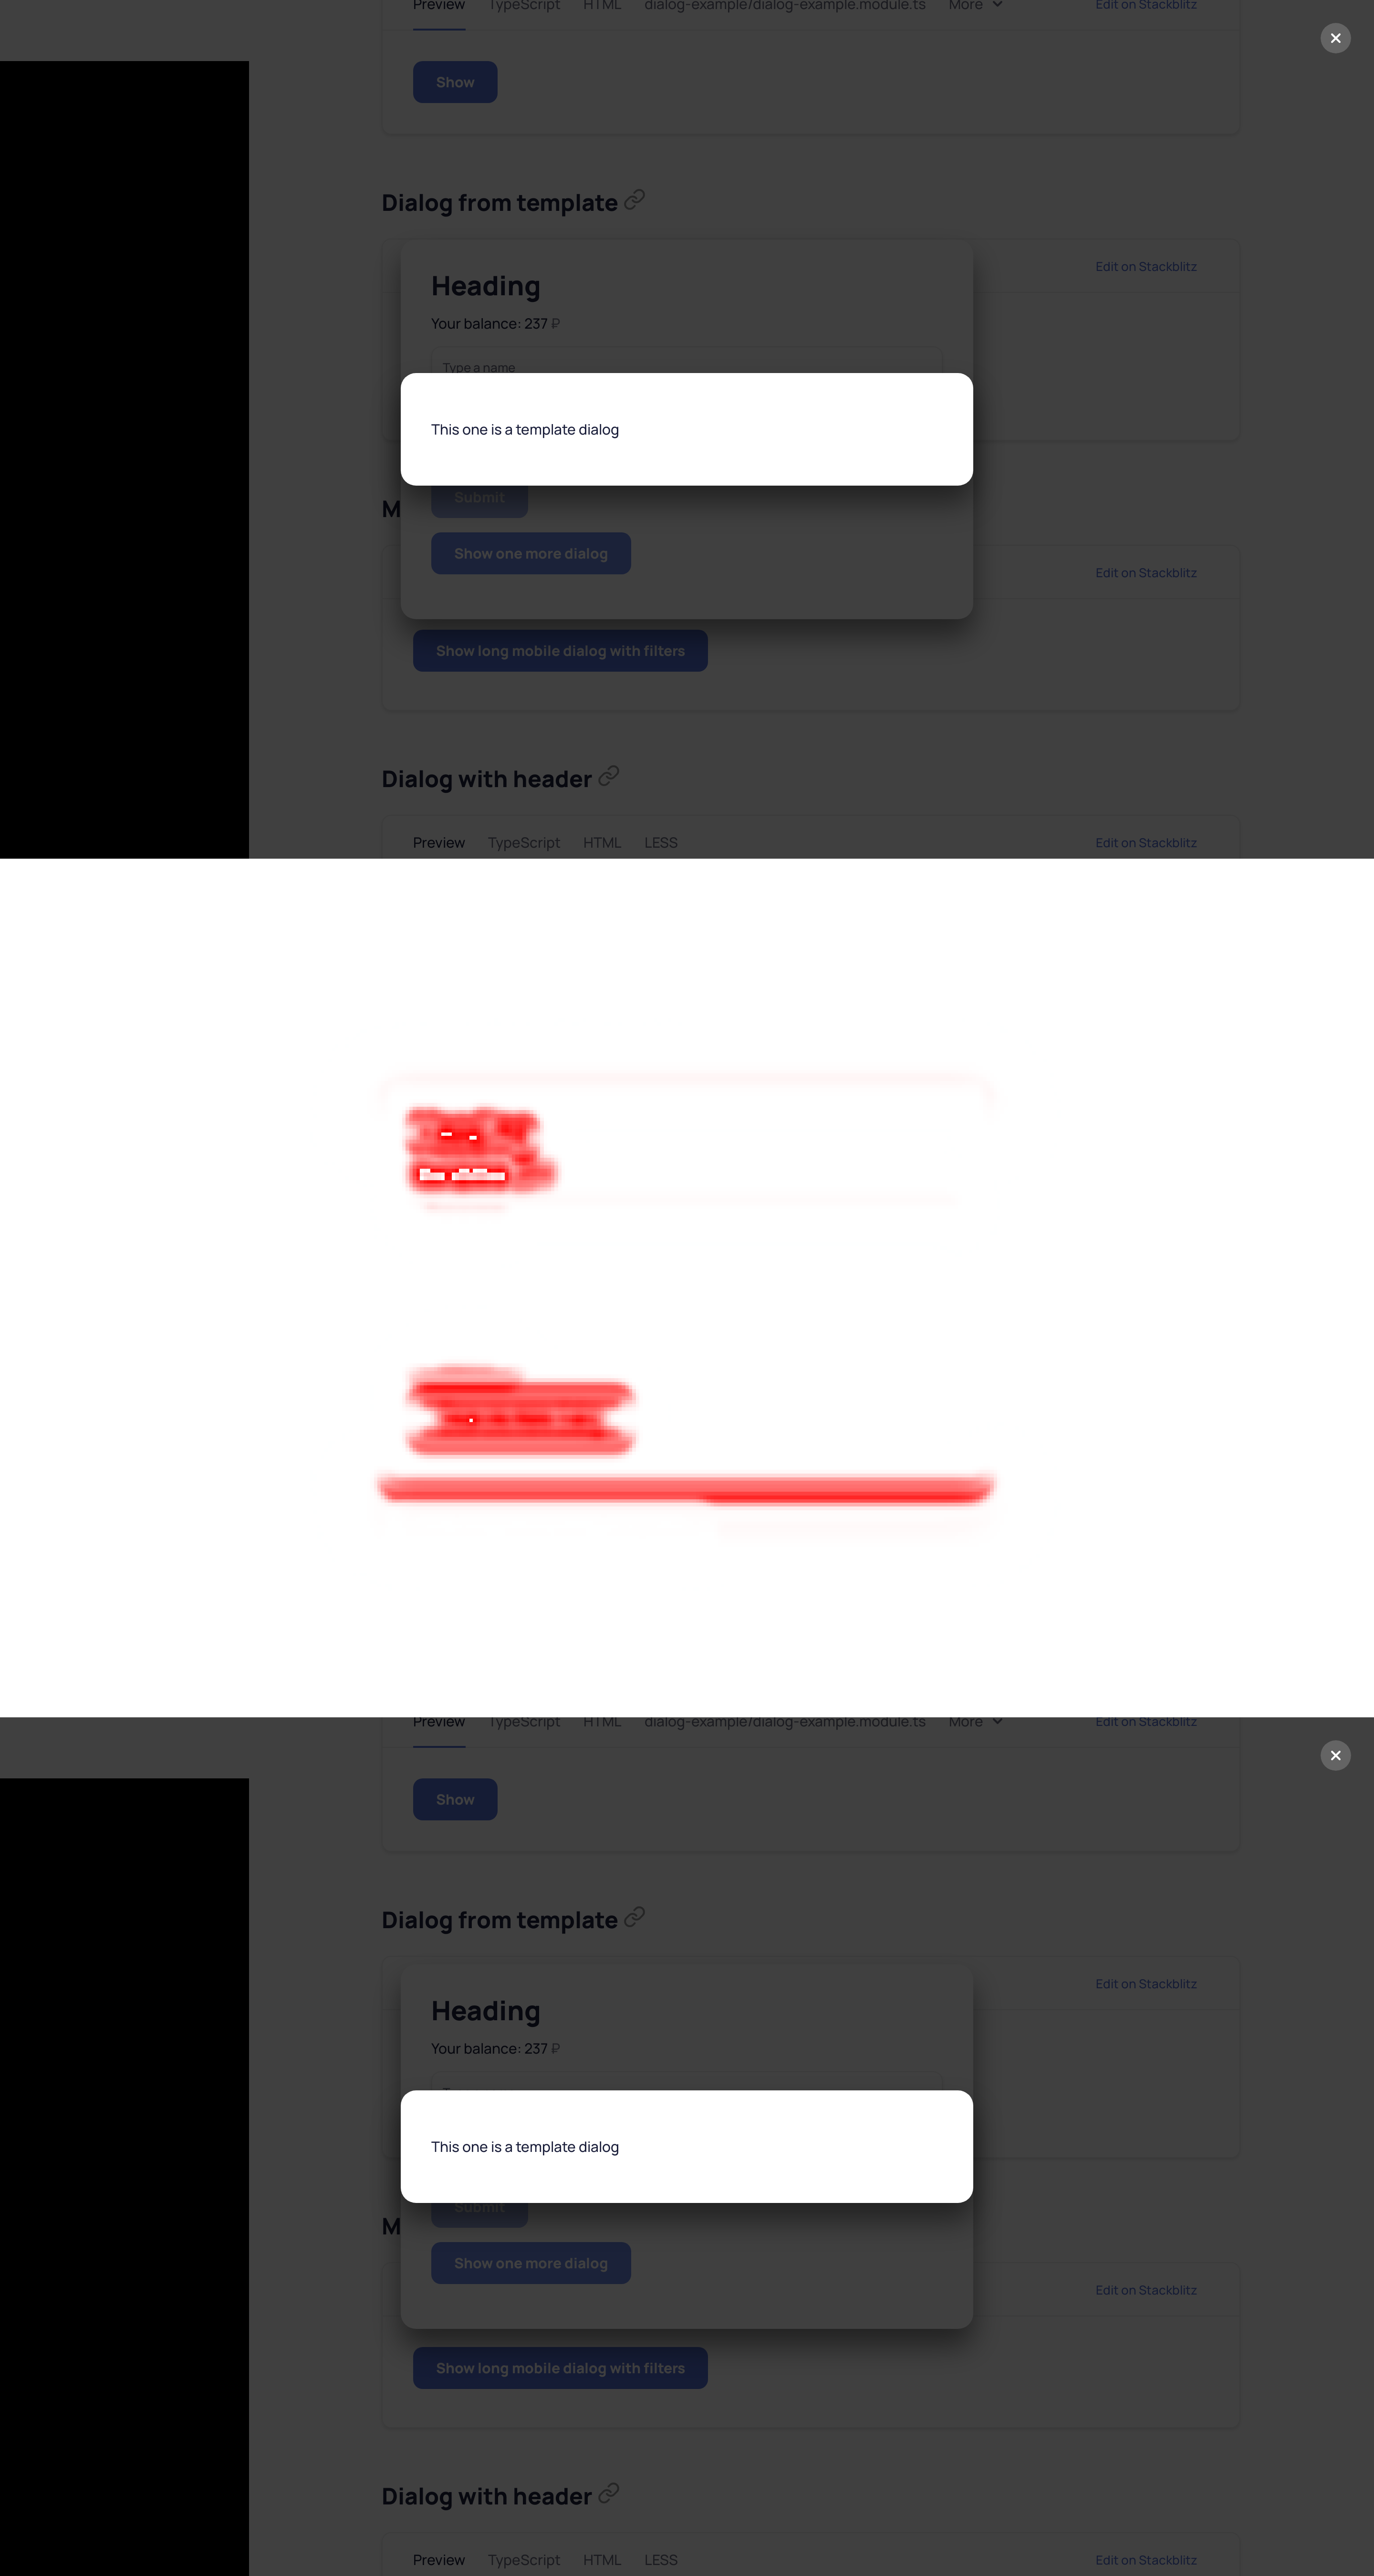 Preview TypeScript HTML dialog-example/dialog-example.module.ts More Edit on Stackblitz
Show
Dialog from template
Edit on Stackblitz
Heading
Your balance: 237 ₽
Type a name
This one is a template dialog
Submit
M
Show one more dialog
Edit on Stackblitz
Show long mobile dialog with filters
Dialog with header
Preview TypeScript HTML LESS Edit on Stackblitz
Preview TypeScript HTML dialog-example/dialog-example.module.ts More Edit on Stackblitz
Show
Dialog from template
Edit on Stackblitz
Heading
Your balance: 237 ₽
This one is a template dialog
Submit
M
Show one more dialog
Edit on Stackblitz
Show long mobile dialog with filters
Dialog with header
Preview TypeScript HTML LESS Edit on Stackblitz